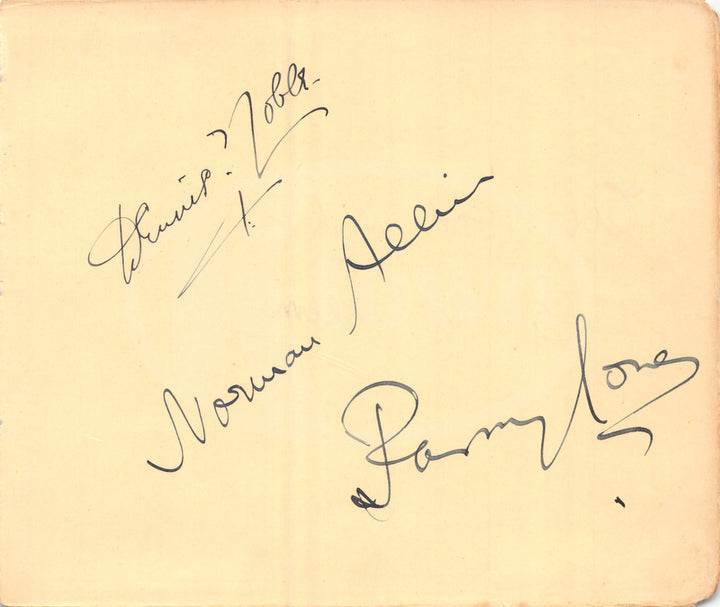 Dennis Noble.
Norman Allin
Parry Jones